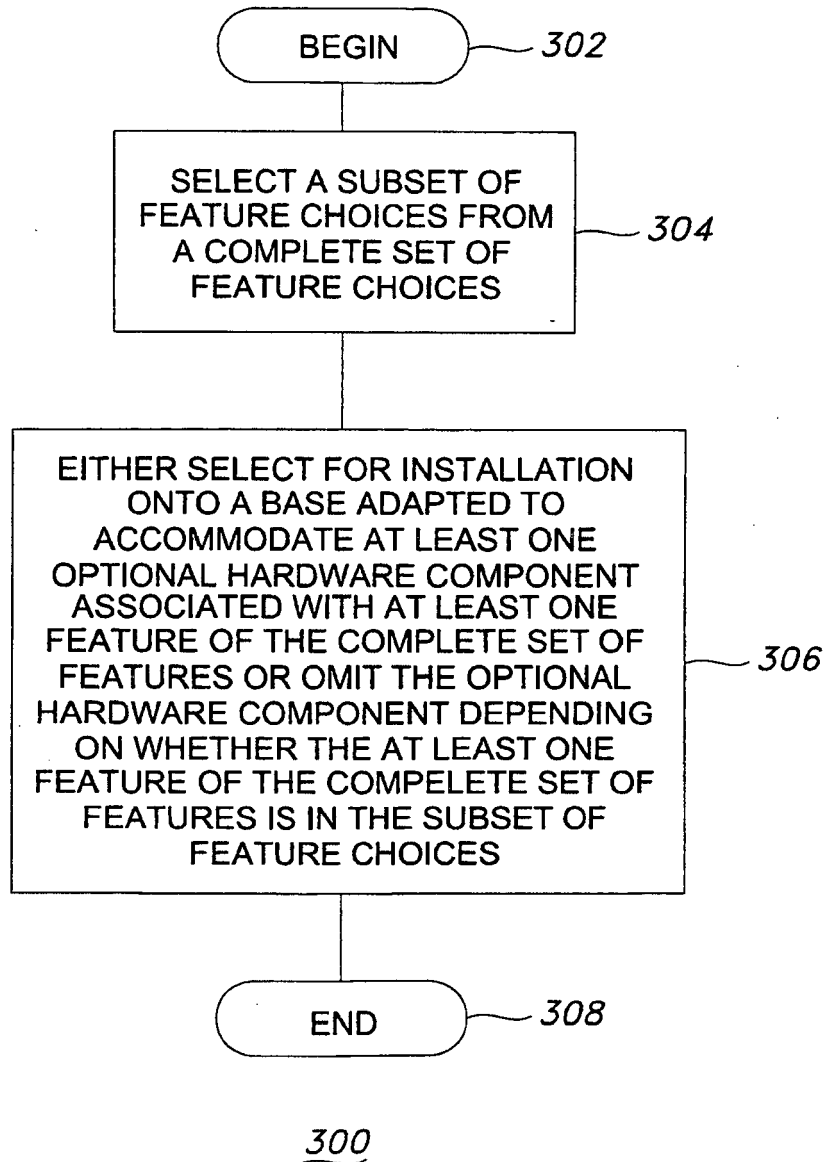 BEGIN
302
SELECT A SUBSET OF
FEATURE CHOICES FROM
A COMPLETE SET OF
FEATURE CHOICES
304
EITHER SELECT FOR INSTALLATION
ONTO A BASE ADAPTED TO
ACCOMMODATE AT LEAST ONE
OPTIONAL HARDWARE COMPONENT
ASSOCIATED WITH AT LEAST ONE
FEATURE OF THE COMPLETE SET OF
FEATURES OR OMIT THE OPTIONAL
HARDWARE COMPONENT DEPENDING
ON WHETHER THE AT LEAST ONE
FEATURE OF THE COMPELETE SET OF
FEATURES IS IN THE SUBSET OF
FEATURE CHOICES
306
END
308
300